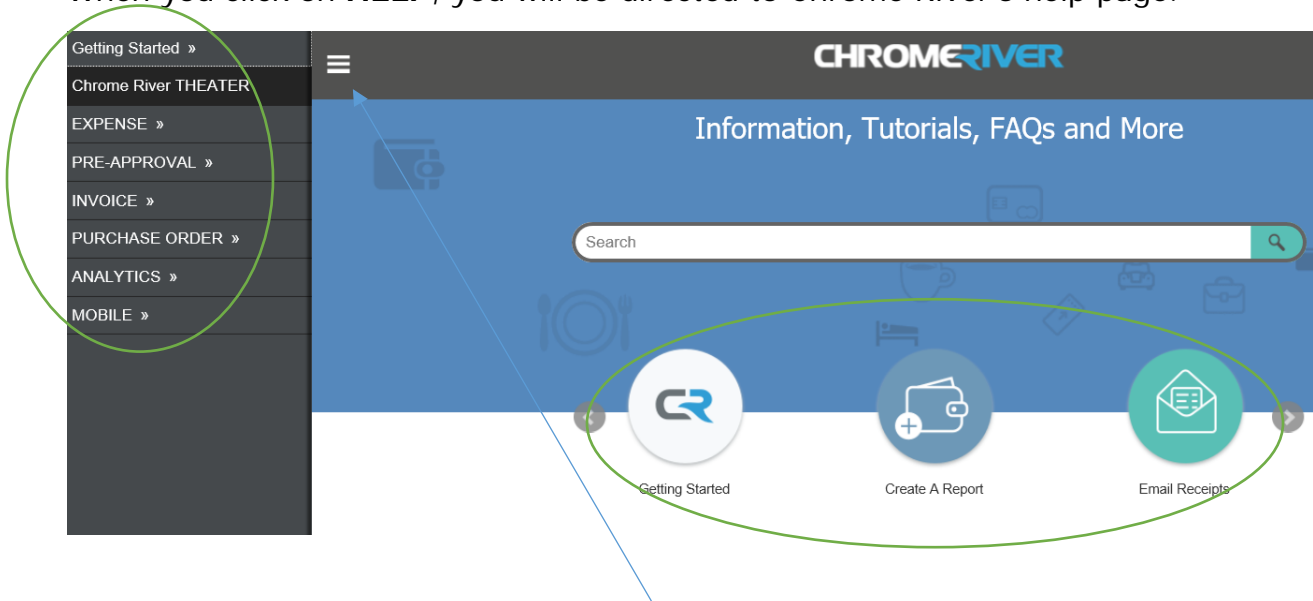 Getting Started »
Chrome River THEATER
EXPENSE »
PRE-APPROVAL »
INVOICE »
PURCHASE ORDER »
ANALYTICS »
MOBILE »
CHROMERIVER
Information, Tutorials, FAQs and More
Search
CR
Getting Started
Create A Report
Email Receipts